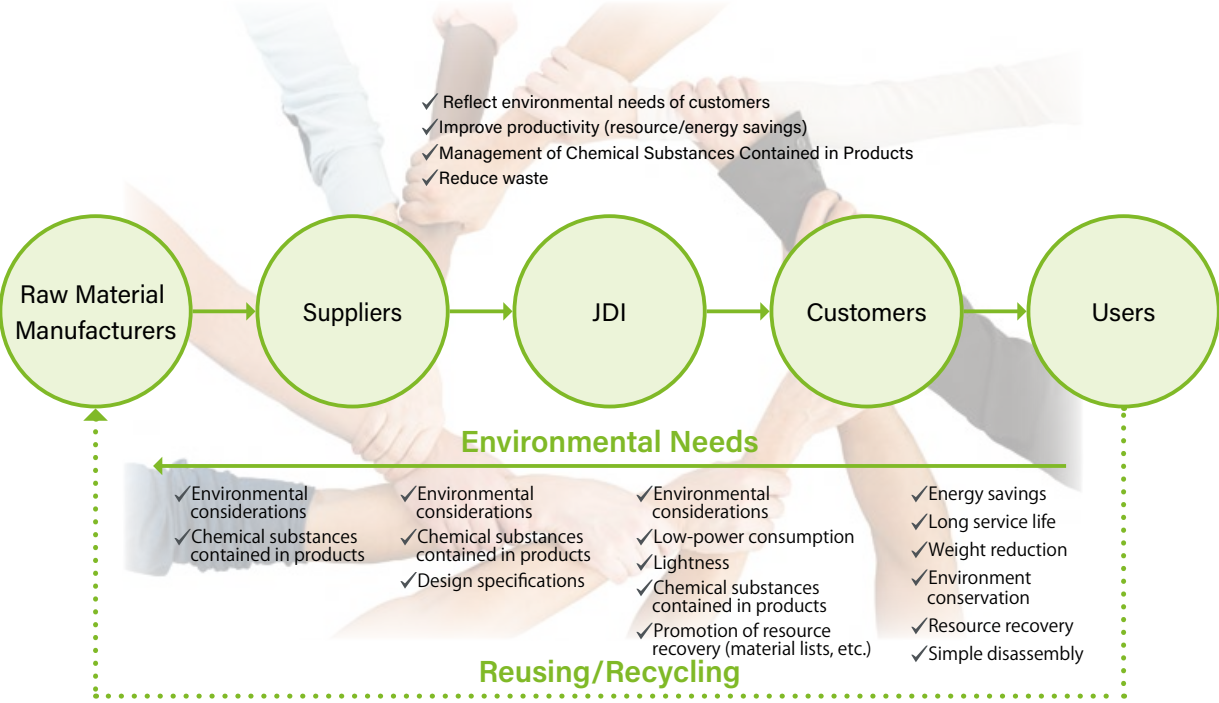 ✓ Reflect environmental needs of customers
✓Improve productivity (resource/energy savings)
✓Management of Chemical Substances Contained in Products
✓Reduce waste
Raw Material
Manufacturers
Suppliers
JDI
Customers
Users
Environmental Needs
✓Environmental
considerations
✓Chemical substances
contained in products
✓Environmental
considerations
✓Chemical substances
contained in products
✓Design specifications
✓Environmental
considerations
✓Low-power consumption
✓Lightness
✓Chemical substances
contained in products
✓Promotion of resource
recovery (material lists, etc.)
✓Energy savings
✓Long service life
✓Weight reduction
✓Environment
conservation
✓Resource recovery
✓Simple disassembly
Reusing/Recycling